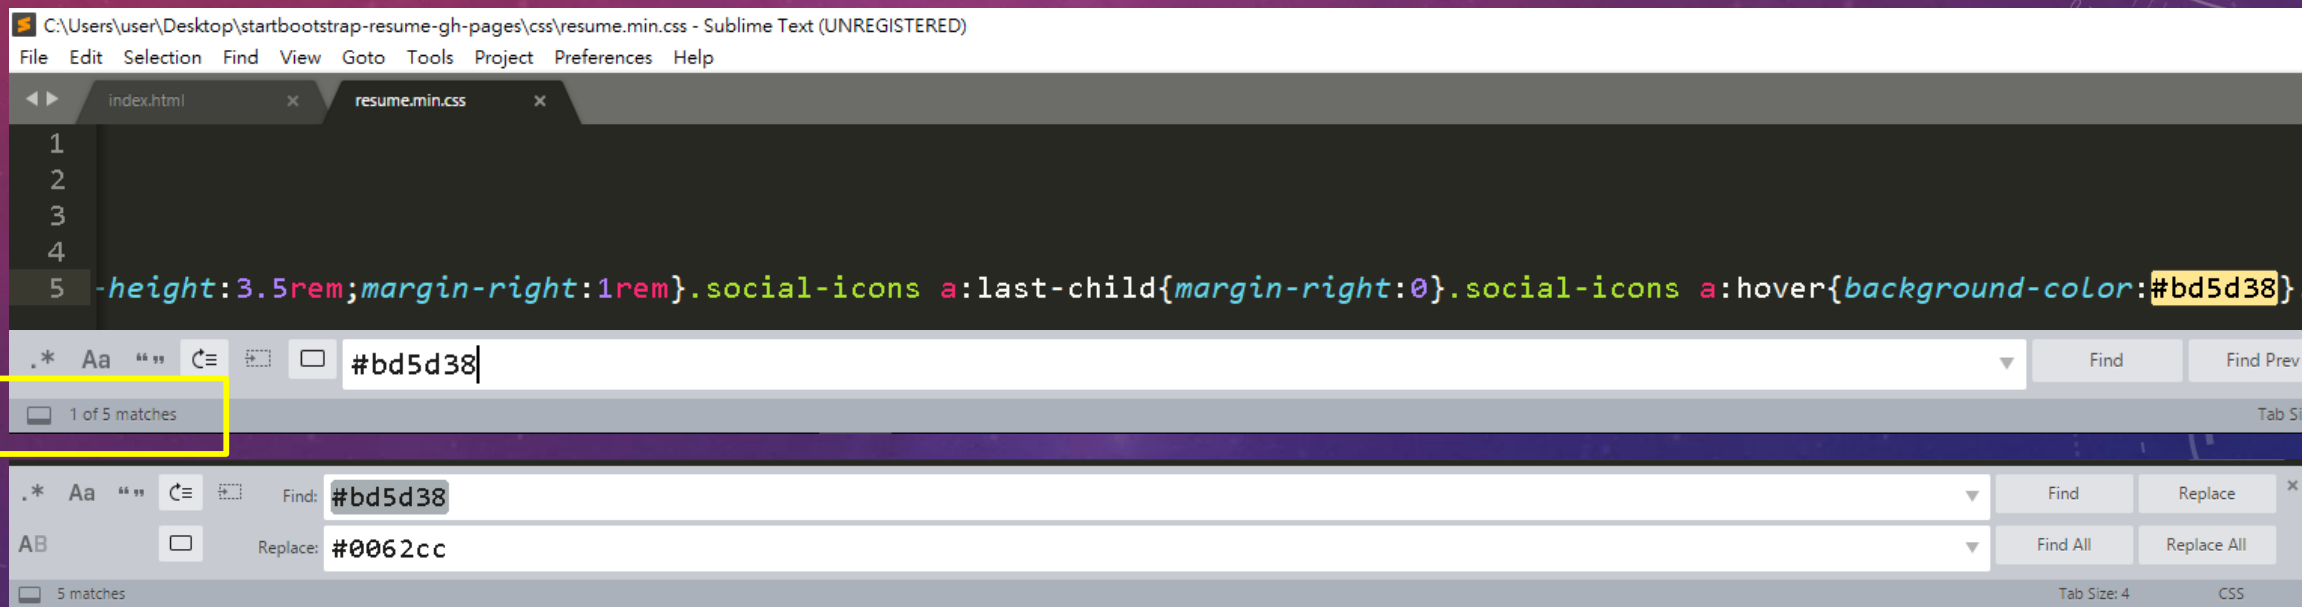 C:\Users\user\Desktop\startbootstrap-resume-gh-pages\css\resume.min.css - Sublime Text (UNREGISTERED)
File Edit Selection Find View Goto Tools Project Preferences Help
index.html × resume.min.css ×
1
2
3
4
5 -height:3.5rem;margin-right:1rem}.social-icons a:last-child{margin-right:0}.social-icons a:hover{background-color:#bd5d38}
.* Aa “” #bd5d38 Find Find Prev
1 of 5 matches Tab Si
.* Aa “” Find: #bd5d38 Find Replace ×
AB Replace: #0062cc Find All Replace All
5 matches Tab Size: 4 CSS